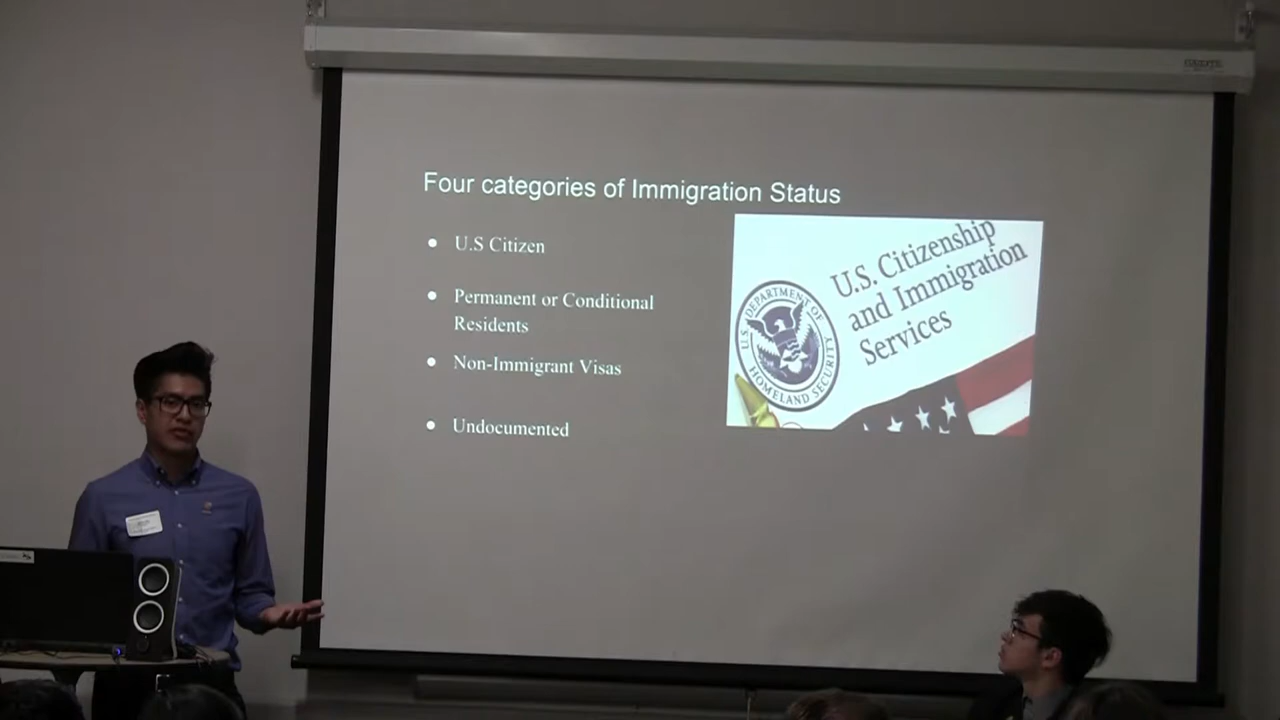 Four categories of Immigration Status
U.S Citizen
Permanent or Conditional
Residents
Non-Immigrant Visas
Undocumented
U.S. Citizenship
and Immigration
Services
U.S. DEPARTMENT OF
HOMELAND SECURITY